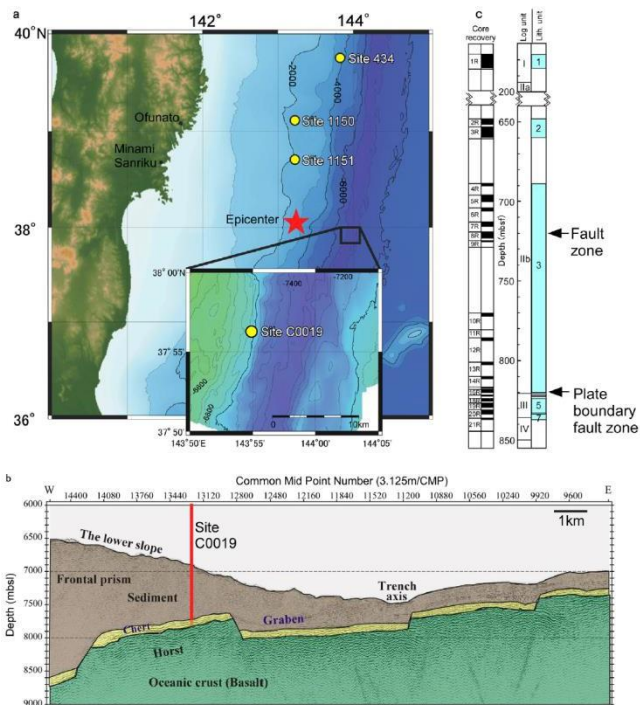 a
142°
144°
40°
38°
36°
Ofunato
Minami
Sanriku
Epicenter
Site 434
Site 1150
Site 1151
-2000
-4000
-6000
38° 00'N
37° 55'
37° 50'
143°50'E
143°55'
144°00'
144°05'
-7400
-7200
-6600
-6800
Site C0019
0
10km
c
Core
recovery
Log unit
Lith. unit
1R
I
1
IIa
200
2R
3R
650
2
4R
5R
6R
7R
8R
9R
700
Depth (mbsf)
IIb
3
750
10R
11R
12R
13R
14R
800
III
5
7
21R
IV
850
Fault
zone
Plate
boundary
fault zone
b
Common Mid Point Number (3.125m/CMP)
W
14400 14080 13760 13440 13120 12800 12480 12160 11840 11520 11200 10880 10560 10240 9920 9600
E
6000
6500
7000
7500
8000
8500
9000
Depth (mbsl)
The lower slope
Site
C0019
1km
Frontal prism
Sediment
Trench
axis
Chert
Graben
Horst
Oceanic crust (Basalt)